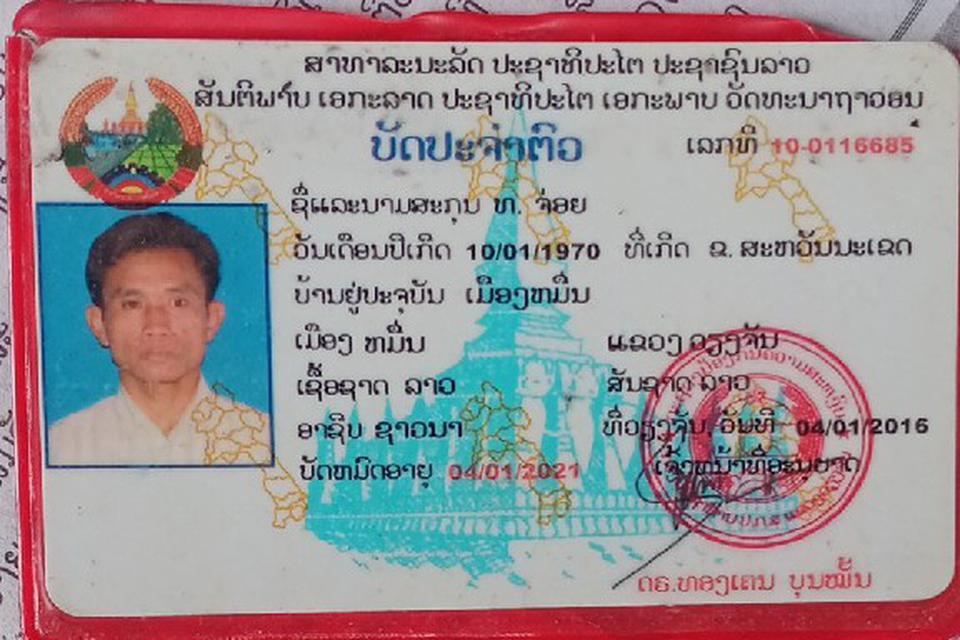 ສາທາລະນະລັດ ປະຊາທິປະໄຕ ປະຊາຊົນລາວ
ສັນຕິພາບ ເອກະລາດ ປະຊາທິປະໄຕ ເອກະພາບ ວັດທະນາຖາວອນ
ບັດປະຈຳຕົວ
ເລກທີ 10-0116685
ຊື່ແລະນາມສະກຸນ ທ. ຈ່ອຍ
ວັນເດືອນປີເກີດ 10/01/1970 ທີ່ເກີດ ຂ. ສະຫວັນນະເຂດ
ບ້ານຢູ່ປະຈຸບັນ ເມືອງຫມື່ນ
ເມືອງ ຫມື່ນ ແຂວງ ວຽງຈັນ
ເຊື້ອຊາດ ລາວ ສັນຊາດ ລາວ
ອາຊີບ ຊາວນາ ທີ່ວຽງຈັນ ວັນທີ 04/01/2016
ບັດຫມົດອາຍຸ 04/01/2021 ເຈົ້າຫນ້າທີ່ອະນຸຍາດ
ດຣ.ທອງເຄນ ບຸນໝັ້ນ